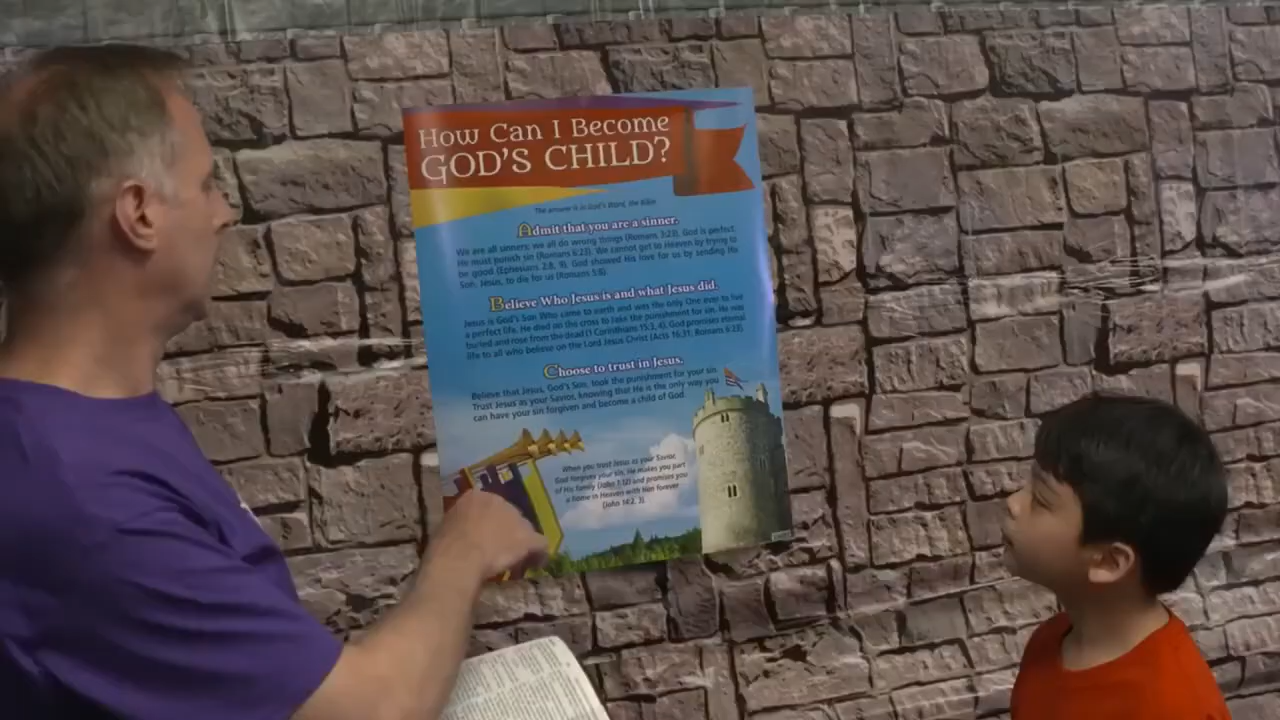 How Can I Become
GOD'S CHILD?
The answer is in God's Word, the Bible
Admit that you are a sinner.
We are all sinners; we all do wrong things (Romans 3:23). God is perfect.
He must punish sin (Romans 6:23). We cannot get to Heaven by trying to
be good (Ephesians 2:8, 9). God showed His love for us by sending His
Son, Jesus, to die for us (Romans 5:8).
Believe Who Jesus is and what Jesus did.
Jesus is God's Son Who came to earth and was the only One ever to live
a perfect life. He died on the cross to take the punishment for sin. He was
buried and rose from the dead (1 Corinthians 15:3, 4). God promises eternal
life to all who believe on the Lord Jesus Christ (Acts 16:31; Romans 6:23).
Choose to trust in Jesus.
Believe that Jesus, God's Son, took the punishment for your sin.
Trust Jesus as your Savior, knowing that He is the only way you
can have your sin forgiven and become a child of God.
When you trust Jesus as your Savior,
God forgives your sin. He makes you part
of His family (John 1:12) and promises you
a home in Heaven with Him forever
(John 14:2, 3).